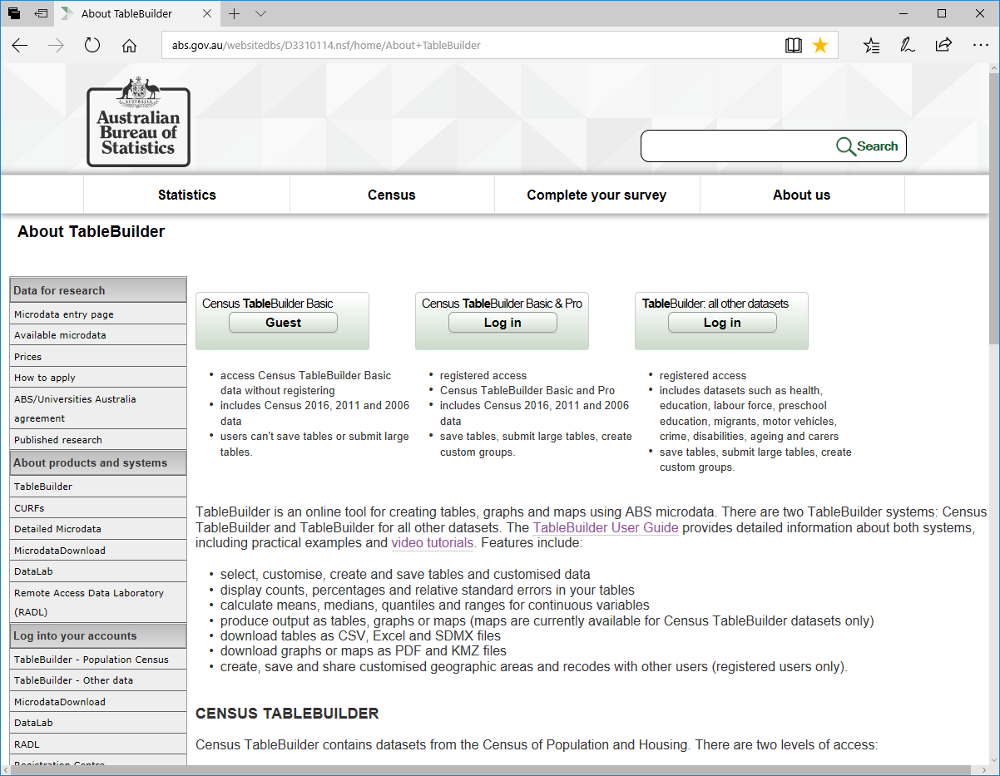 About TableBuilder
abs.gov.au/websitedbs/D3310114.nsf/home/About+TableBuilder
AUSTRALIA
Australian
Bureau of
Statistics
Search
Statistics
Census
Complete your survey
About us
About TableBuilder
Data for research
Microdata entry page
Available microdata
Prices
How to apply
ABS/Universities Australia
agreement
Published research
About products and systems
TableBuilder
CURFs
Detailed Microdata
MicrodataDownload
DataLab
Remote Access Data Laboratory
(RADL)
Log into your accounts
TableBuilder - Population Census
TableBuilder - Other data
MicrodataDownload
DataLab
RADL
Registration Centre
Census TableBuilder Basic
Guest
• access Census TableBuilder Basic
data without registering
• includes Census 2016, 2011 and 2006
data
• users can't save tables or submit large
tables.
Census TableBuilder Basic & Pro
Log in
• registered access
• Census TableBuilder Basic and Pro
• includes Census 2016, 2011 and 2006
data
• save tables, submit large tables, create
custom groups.
TableBuilder: all other datasets
Log in
• registered access
• includes datasets such as health,
education, labour force, preschool
education, migrants, motor vehicles,
crime, disabilities, ageing and carers
• save tables, submit large tables, create
custom groups.
TableBuilder is an online tool for creating tables, graphs and maps using ABS microdata. There are two TableBuilder systems: Census
TableBuilder and TableBuilder for all other datasets. The TableBuilder User Guide provides detailed information about both systems,
including practical examples and video tutorials. Features include:
• select, customise, create and save tables and customised data
• display counts, percentages and relative standard errors in your tables
• calculate means, medians, quantiles and ranges for continuous variables
• produce output as tables, graphs or maps (maps are currently available for Census TableBuilder datasets only)
• download tables as CSV, Excel and SDMX files
• download graphs or maps as PDF and KMZ files
• create, save and share customised geographic areas and recodes with other users (registered users only).
CENSUS TABLEBUILDER
Census TableBuilder contains datasets from the Census of Population and Housing. There are two levels of access: